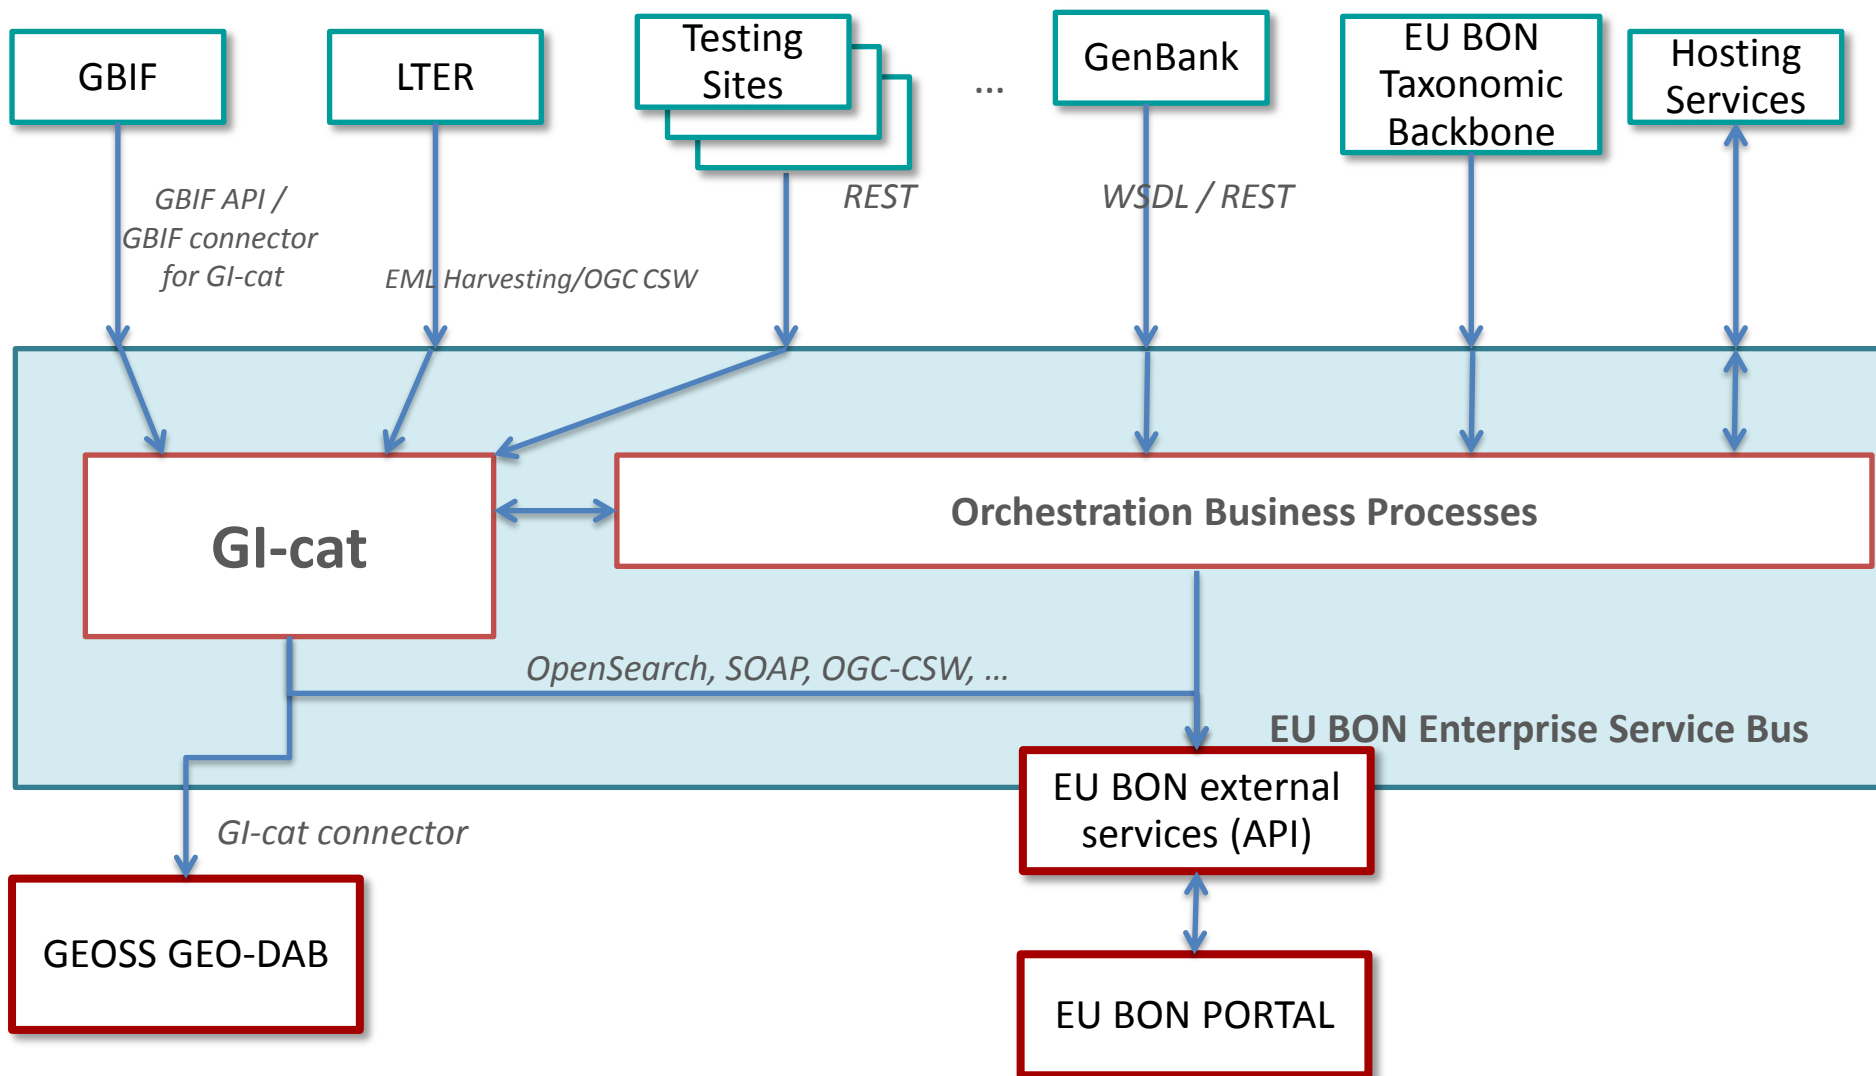 GBIF
LTER
Testing
Sites
...
GenBank
EU BON
Taxonomic
Backbone
Hosting
Services
GBIF API /
GBIF connector
for GI-cat
EML Harvesting/OGC CSW
REST
WSDL / REST
GI-cat
Orchestration Business Processes
OpenSearch, SOAP, OGC-CSW, ...
EU BON Enterprise Service Bus
EU BON external
services (API)
GI-cat connector
GEOSS GEO-DAB
EU BON PORTAL